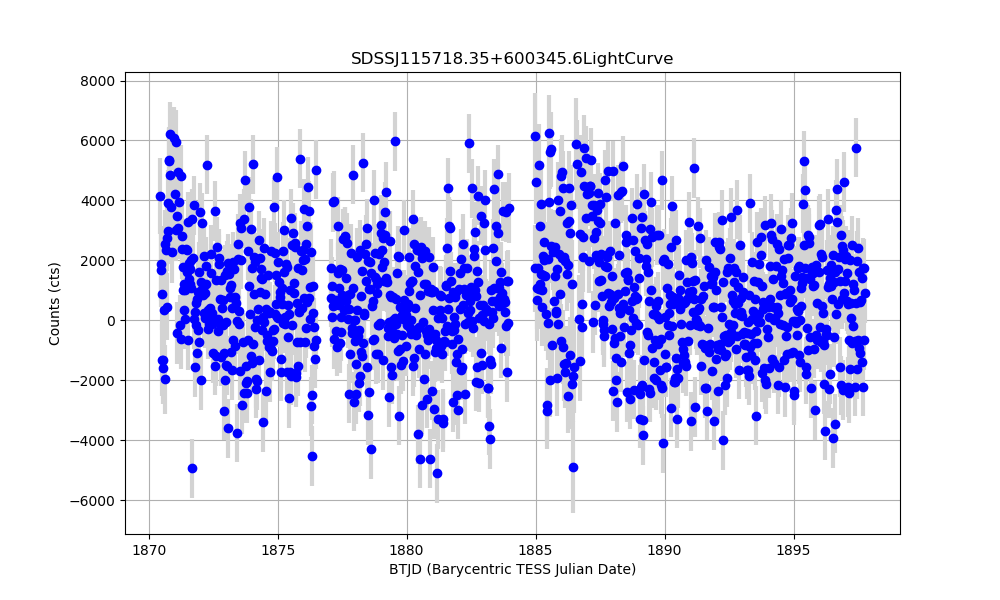 SDSSJ115718.35+600345.6LightCurve
8000
6000
4000
2000
0
−2000
−4000
−6000
Counts (cts)
1870 1875 1880 1885 1890 1895
BTJD (Barycentric TESS Julian Date)